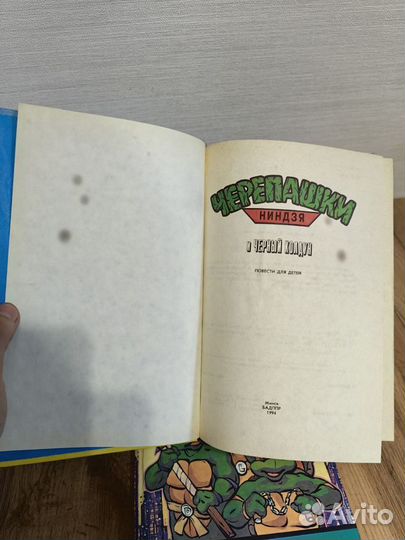 ЧЕРЕПАШКИ
НИНДЗЯ
и ЧЕРНЫЙ КОЛДУН
ПОВЕСТИ ДЛЯ ДЕТЕЙ
Минск
БАДППР
1994
Avito